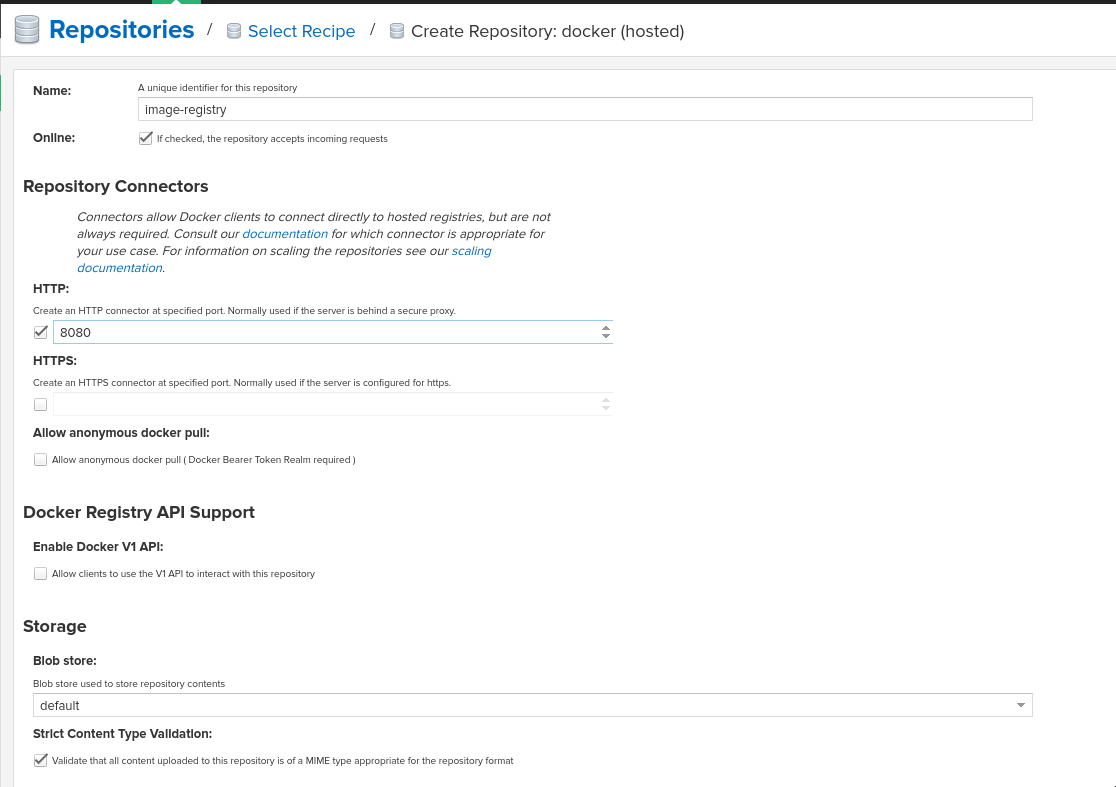 Repositories / Select Recipe / Create Repository: docker (hosted)
Name: A unique identifier for this repository
image-registry
Online: If checked, the repository accepts incoming requests
Repository Connectors
Connectors allow Docker clients to connect directly to hosted registries, but are not
always required. Consult our documentation for which connector is appropriate for
your use case. For information on scaling the repositories see our scaling
documentation.
HTTP:
Create an HTTP connector at specified port. Normally used if the server is behind a secure proxy.
8080
HTTPS:
Create an HTTPS connector at specified port. Normally used if the server is configured for https.
Allow anonymous docker pull:
Allow anonymous docker pull ( Docker Bearer Token Realm required )
Docker Registry API Support
Enable Docker V1 API:
Allow clients to use the V1 API to interact with this repository
Storage
Blob store:
Blob store used to store repository contents
default
Strict Content Type Validation:
Validate that all content uploaded to this repository is of a MIME type appropriate for the repository format